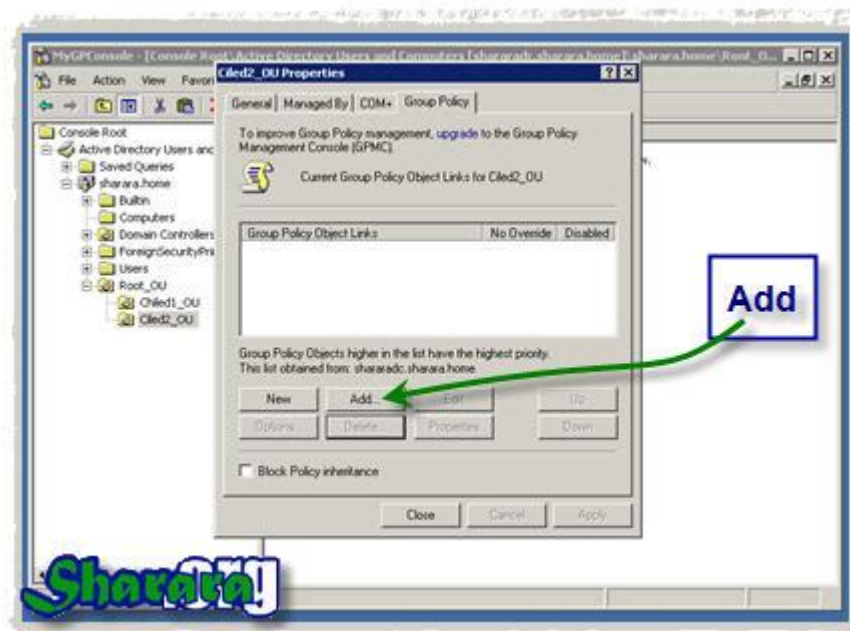 MyGPConsole - [Console Root\Active Directory Users and Computers [shararadc.sharara.home]\sharara.home\Root_O...
File Action View Favori
Ciled2_OU Properties
General Managed By COM+ Group Policy
To improve Group Policy management, upgrade to the Group Policy
Management Console (GPMC).
Current Group Policy Object Links for Ciled2_OU
Group Policy Object Links No Override Disabled
Group Policy Objects higher in the list have the highest priority.
This list obtained from: shararadc.sharara.home
New Add... Edit Up
Options... Delete... Properties Down
Block Policy inheritance
Close Cancel Apply
Console Root
Active Directory Users anc
Saved Queries
sharara.home
Builtin
Computers
Domain Controllers
ForeignSecurityPri
Users
Root_OU
Chiled1_OU
Ciled2_OU
Add
Sharara.org